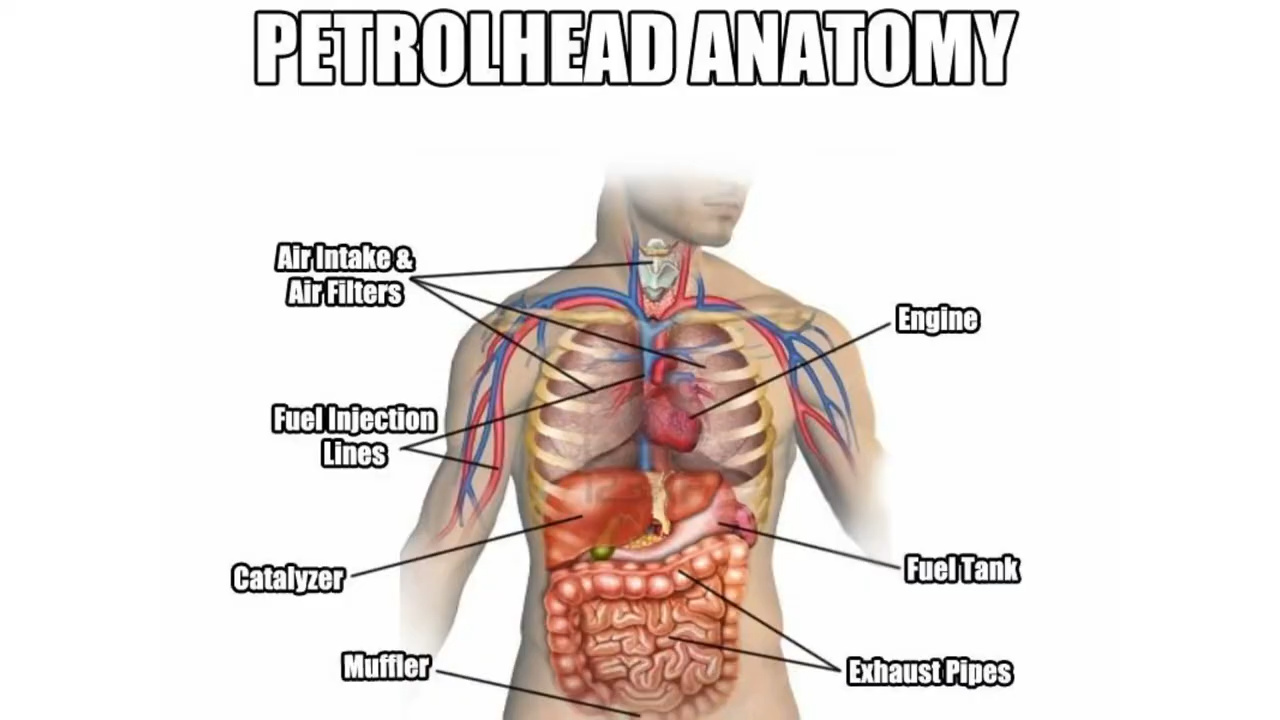 PETROLHEAD ANATOMY
Air Intake &
Air Filters
Engine
Fuel Injection
Lines
Catalyzer
Fuel Tank
Muffler
Exhaust Pipes